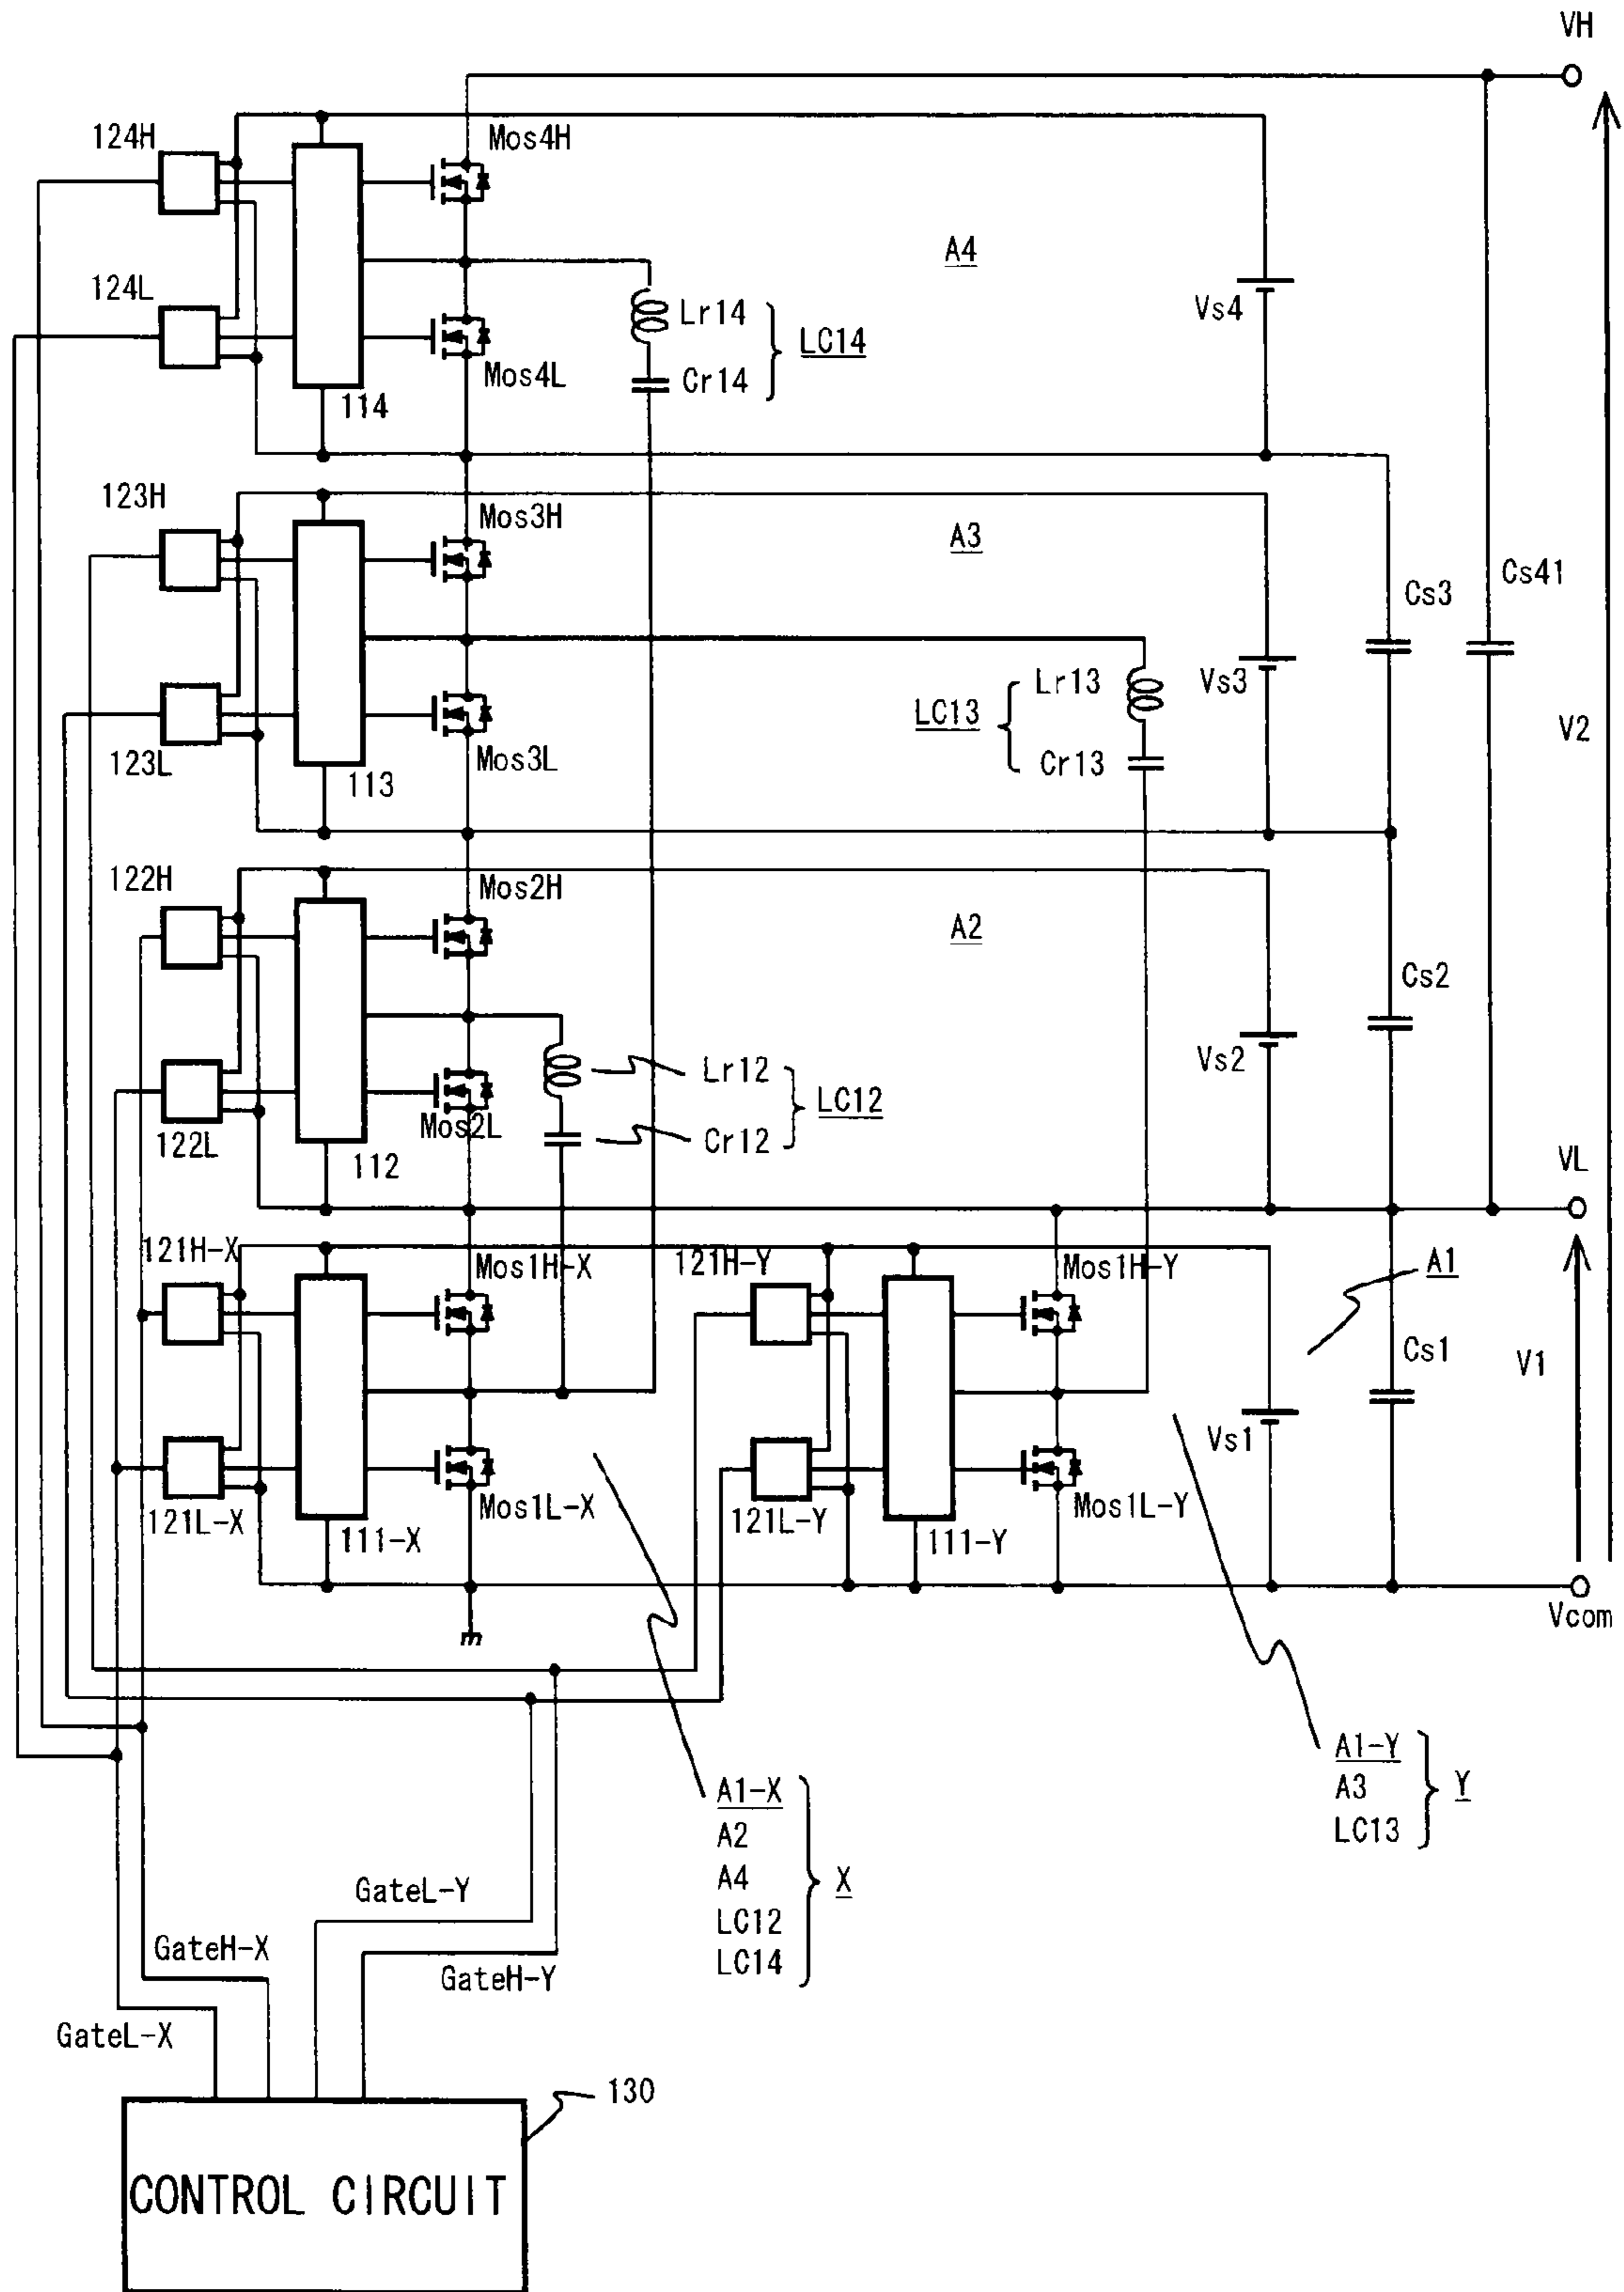 VH
124H
Mos4H
A4
124L
Vs4
Lr14
LC14
Mos4L
Cr14
114
123H
Mos3H
A3
Cs3
Cs41
Lr13
Vs3
LC13
V2
123L
Mos3L
Cr13
113
122H
Mos2H
A2
Cs2
Lr12
Vs2
LC12
Mos2L
Cr12
122L
112
VL
121H-X
Mos1H-X
121H-Y
Mos1H-Y
A1
Cs1
V1
Vs1
121L-X
Mos1L-X
121L-Y
Mos1L-Y
111-X
111-Y
Vcom
A1-Y
A3
Y
LC13
A1-X
A2
A4
X
LC12
LC14
GateL-Y
GateH-X
GateH-Y
GateL-X
130
CONTROL CIRCUIT